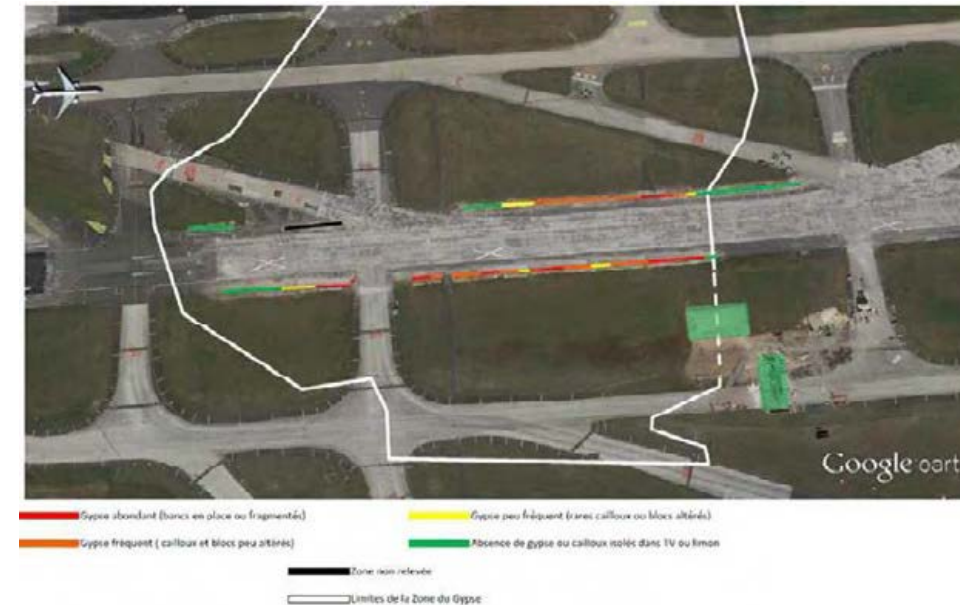 Google eart
Gypse abondant (bancs en place ou fragmentés)
Gypse peu fréquent (rares cailloux ou blocs altérés)
Gypse fréquent ( cailloux et blocs peu altérés)
Absence de gypse ou cailloux isolés dans TV ou limon
Zone non relevée
Limites de la Zone du Gypse